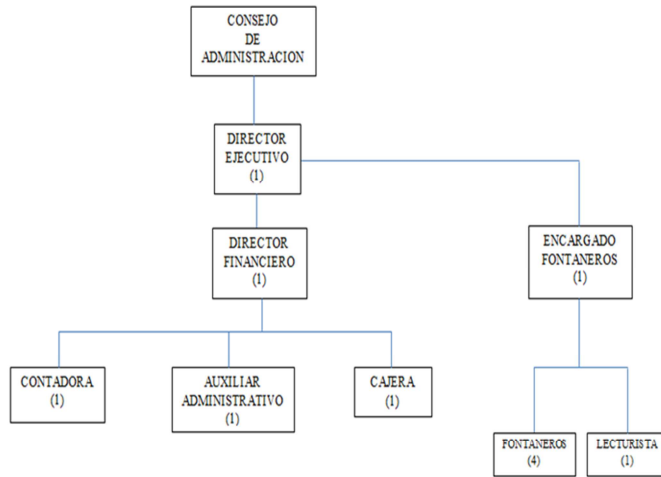 CONSEJO
DE
ADMINISTRACION
DIRECTOR
EJECUTIVO
(1)
DIRECTOR
FINANCIERO
(1)
ENCARGADO
FONTANEROS
(1)
CONTADORA
(1)
AUXILIAR
ADMINISTRATIVO
(1)
CAJERA
(1)
FONTANEROS
(4)
LECTURISTA
(1)